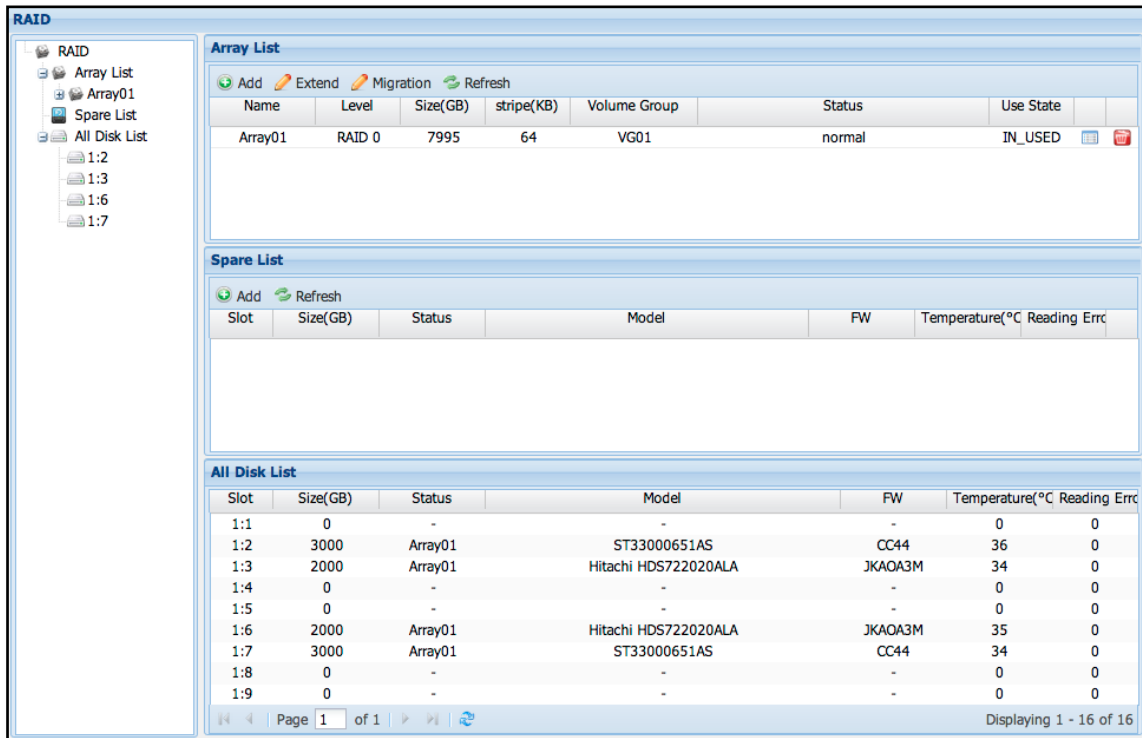 RAID
RAID
Array List
Array01
Spare List
All Disk List
1:2
1:3
1:6
1:7
Array List
Add Extend Migration Refresh
Name Level Size(GB) stripe(KB) Volume Group Status Use State
Array01 RAID 0 7995 64 VG01 normal IN_USED
Spare List
Add Refresh
Slot Size(GB) Status Model FW Temperature(°C Reading Errc
All Disk List
Slot Size(GB) Status Model FW Temperature(°C Reading Errc
1:1 0 - - - 0 0
1:2 3000 Array01 ST33000651AS CC44 36 0
1:3 2000 Array01 Hitachi HDS722020ALA JKAOA3M 34 0
1:4 0 - - - 0 0
1:5 0 - - - 0 0
1:6 2000 Array01 Hitachi HDS722020ALA JKAOA3M 35 0
1:7 3000 Array01 ST33000651AS CC44 34 0
1:8 0 - - - 0 0
1:9 0 - - - 0 0
Page 1 of 1 Displaying 1 - 16 of 16